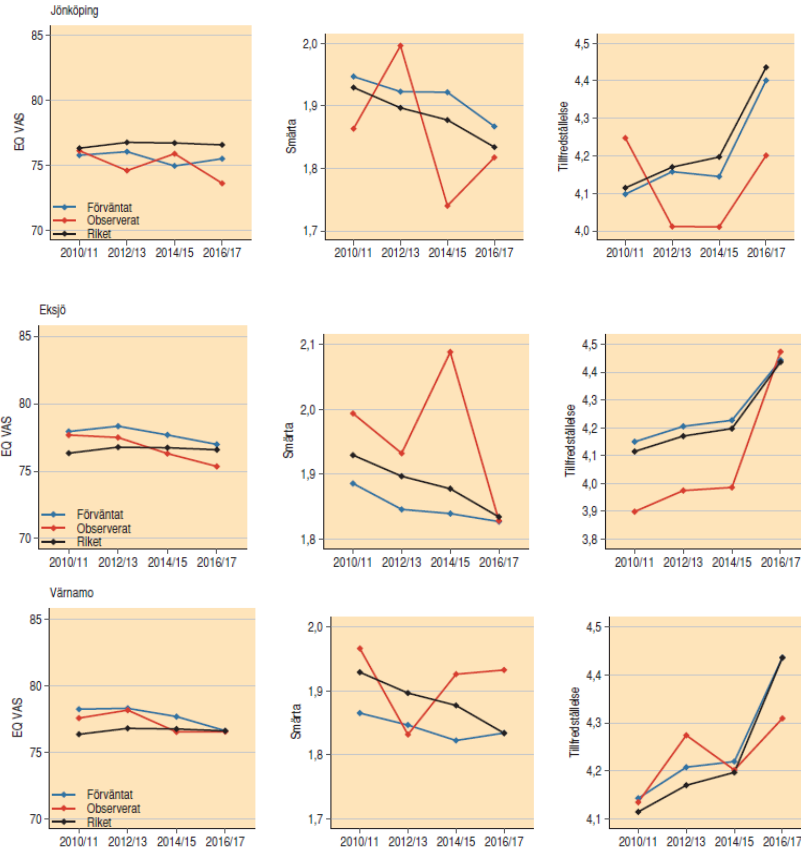 Jönköping
EQ VAS
85
80
75
70
Förväntat
Observerat
Riket
2010/11 2012/13 2014/15 2016/17
Smärta
2,0
1,9
1,8
1,7
2010/11 2012/13 2014/15 2016/17
Tillfredställelse
4,5
4,4
4,3
4,2
4,1
4,0
2010/11 2012/13 2014/15 2016/17
Eksjö
EQ VAS
85
80
75
70
Förväntat
Observerat
Riket
2010/11 2012/13 2014/15 2016/17
Smärta
2,1
2,0
1,9
1,8
2010/11 2012/13 2014/15 2016/17
Tillfredställelse
4,5
4,4
4,3
4,2
4,1
4,0
3,9
3,8
2010/11 2012/13 2014/15 2016/17
Värnamo
EQ VAS
85
80
75
70
Förväntat
Observerat
Riket
2010/11 2012/13 2014/15 2016/17
Smärta
2,0
1,9
1,8
1,7
2010/11 2012/13 2014/15 2016/17
Tillfredställelse
4,5
4,4
4,3
4,2
4,1
2010/11 2012/13 2014/15 2016/17